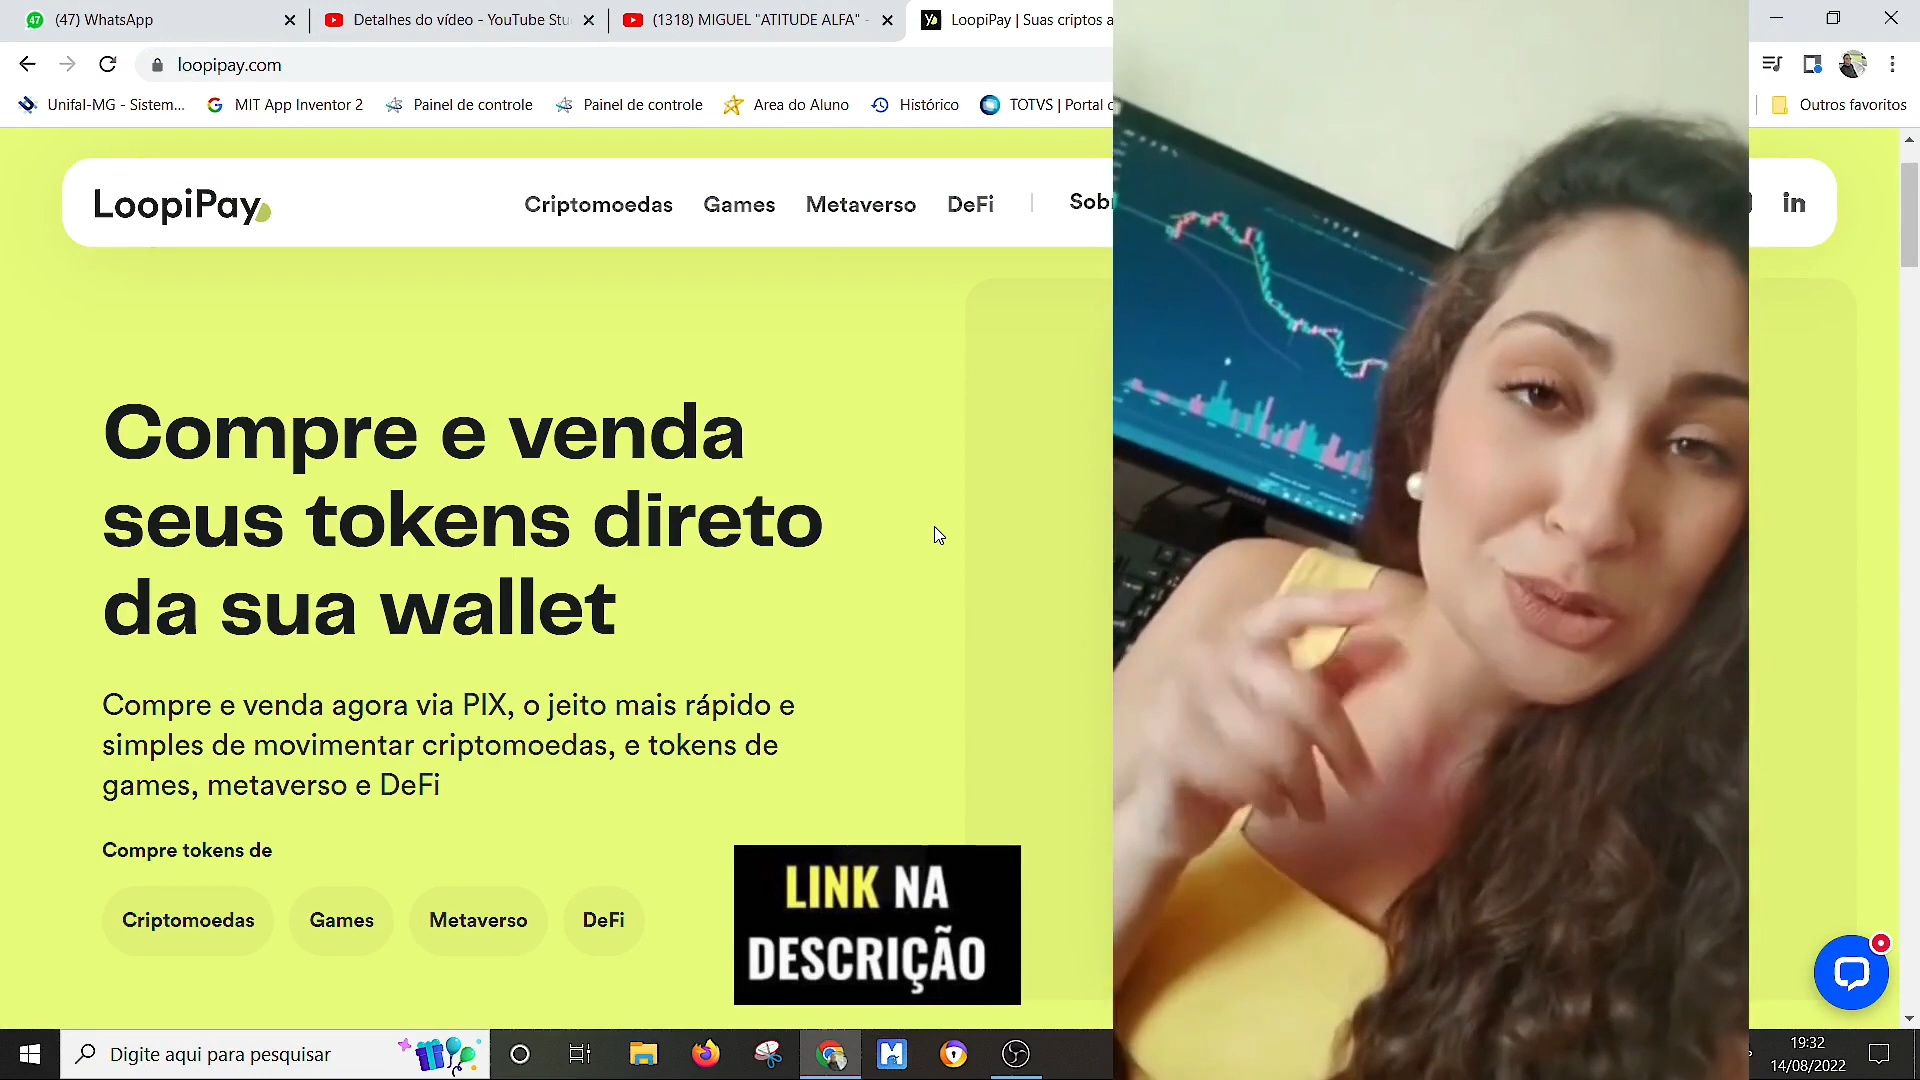 (47) WhatsApp
Detalhes do vídeo - YouTube Stu
(1318) MIGUEL "ATITUDE ALFA" -
LoopiPay | Suas criptos a
loopipay.com
Unifal-MG - Sistem...
MIT App Inventor 2
Painel de controle
Painel de controle
Area do Aluno
Histórico
TOTVS | Portal
Outros favoritos
LoopiPay
Criptomoedas
Games
Metaverso
DeFi
Sob
in
Compre e venda
seus tokens direto
da sua wallet
Compre e venda agora via PIX, o jeito mais rápido e
simples de movimentar criptomoedas, e tokens de
games, metaverso e DeFi
Compre tokens de
Criptomoedas
Games
Metaverso
DeFi
LINK NA
DESCRIÇÃO
Digite aqui para pesquisar
19:32
14/08/2022